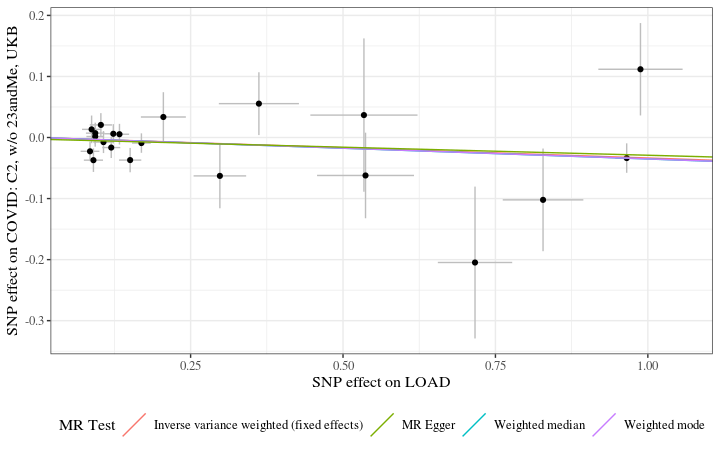 SNP effect on COVID: C2, w/o 23andMe, UKB
0.2
0.1
0.0
-0.1
-0.2
-0.3
0.25 0.50 0.75 1.00
SNP effect on LOAD
MR Test Inverse variance weighted (fixed effects) MR Egger Weighted median Weighted mode